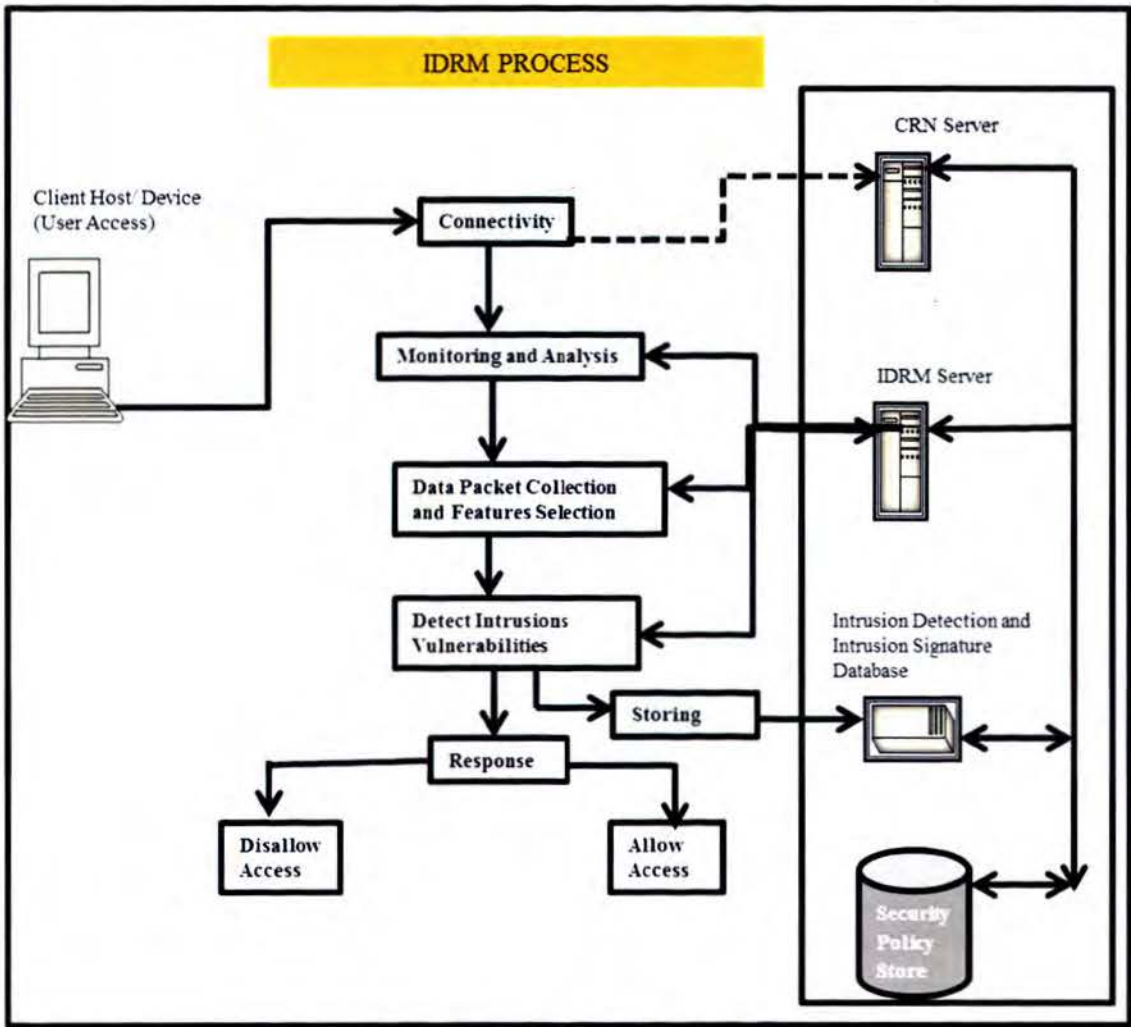 IDRM PROCESS
CRN Server
Client Host/ Device
(User Access)
Connectivity
Monitoring and Analysis
IDRM Server
Data Packet Collection
and Features Selection
Detect Intrusions
Vulnerabilities
Intrusion Detection and
Intrusion Signature
Database
Storing
Response
Disallow
Access
Allow
Access
Security
Policy
Store